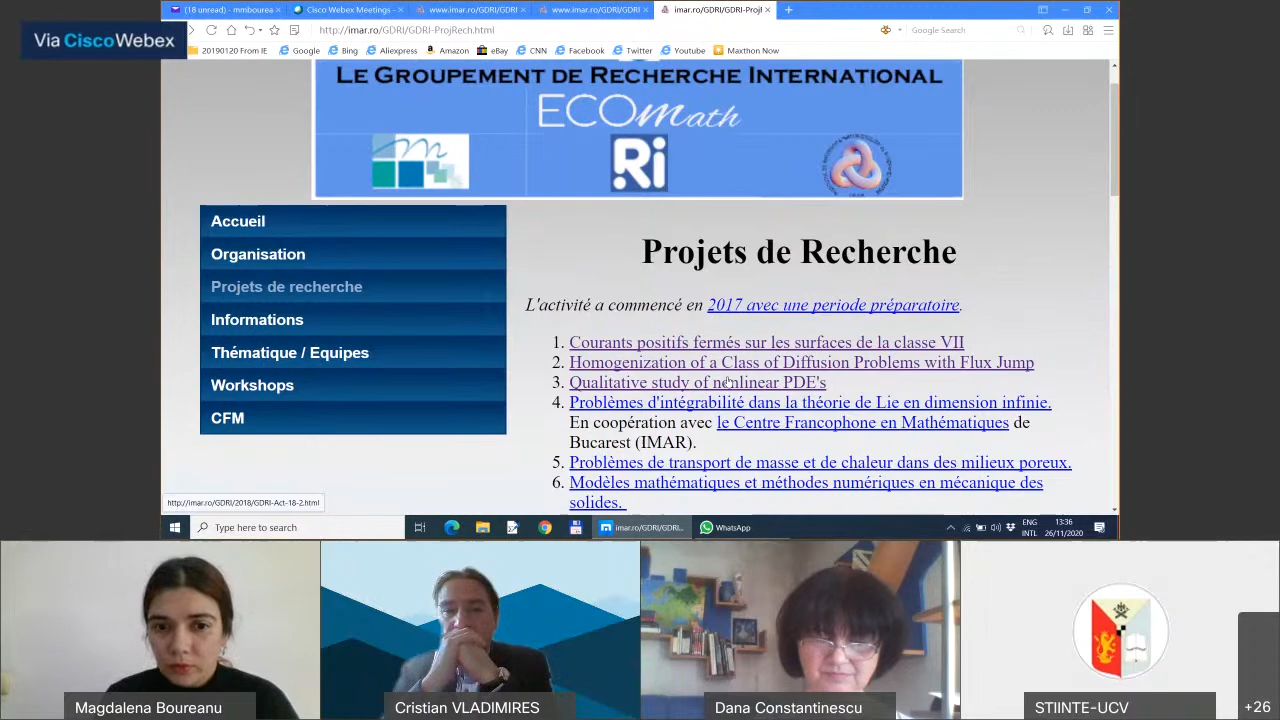 (18 unread) - mmbourea
Cisco Webex Meetings -
www.imar.ro/GDRI/GDRI
www.imar.ro/GDRI/GDRI
imar.ro/GDRI/GDRI-ProjI
Via Cisco Webex
http://imar.ro/GDRI/GDRI-ProjRech.html
Google Search
20190120 From IE
Google
Bing
Aliexpress
Amazon
eBay
CNN
Facebook
Twitter
Youtube
Maxthon Now
LE GROUPEMENT DE RECHERCHE INTERNATIONAL
ECOMath
Ri
Accueil
Organisation
Projets de recherche
Informations
Thématique / Equipes
Workshops
CFM
Projets de Recherche
L'activité a commencé en 2017 avec une periode préparatoire.
1. Courants positifs fermés sur les surfaces de la classe VII
2. Homogenization of a Class of Diffusion Problems with Flux Jump
3. Qualitative study of nonlinear PDE's
4. Problèmes d'intégrabilité dans la théorie de Lie en dimension infinie.
En coopération avec le Centre Francophone en Mathématiques de
Bucarest (IMAR).
5. Problèmes de transport de masse et de chaleur dans des milieux poreux.
6. Modèles mathématiques et méthodes numériques en mécanique des
solides.
http://imar.ro/GDRI/2018/GDRI-Act-18-2.html
Type here to search
imar.ro/GDRI/GDRI...
WhatsApp
ENG
INTL
13:36
26/11/2020
Magdalena Boureanu
Cristian VLADIMIRES
Dana Constantinescu
STIINTE-UCV
+26